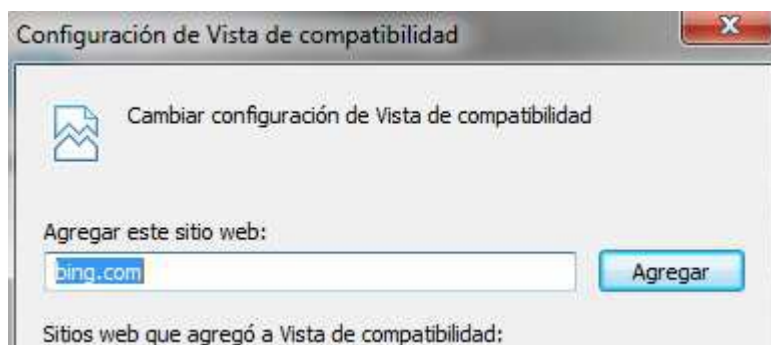 Configuración de Vista de compatibilidad
Cambiar configuración de Vista de compatibilidad
Agregar este sitio web:
bing.com
Agregar
Sitios web que agregó a Vista de compatibilidad: